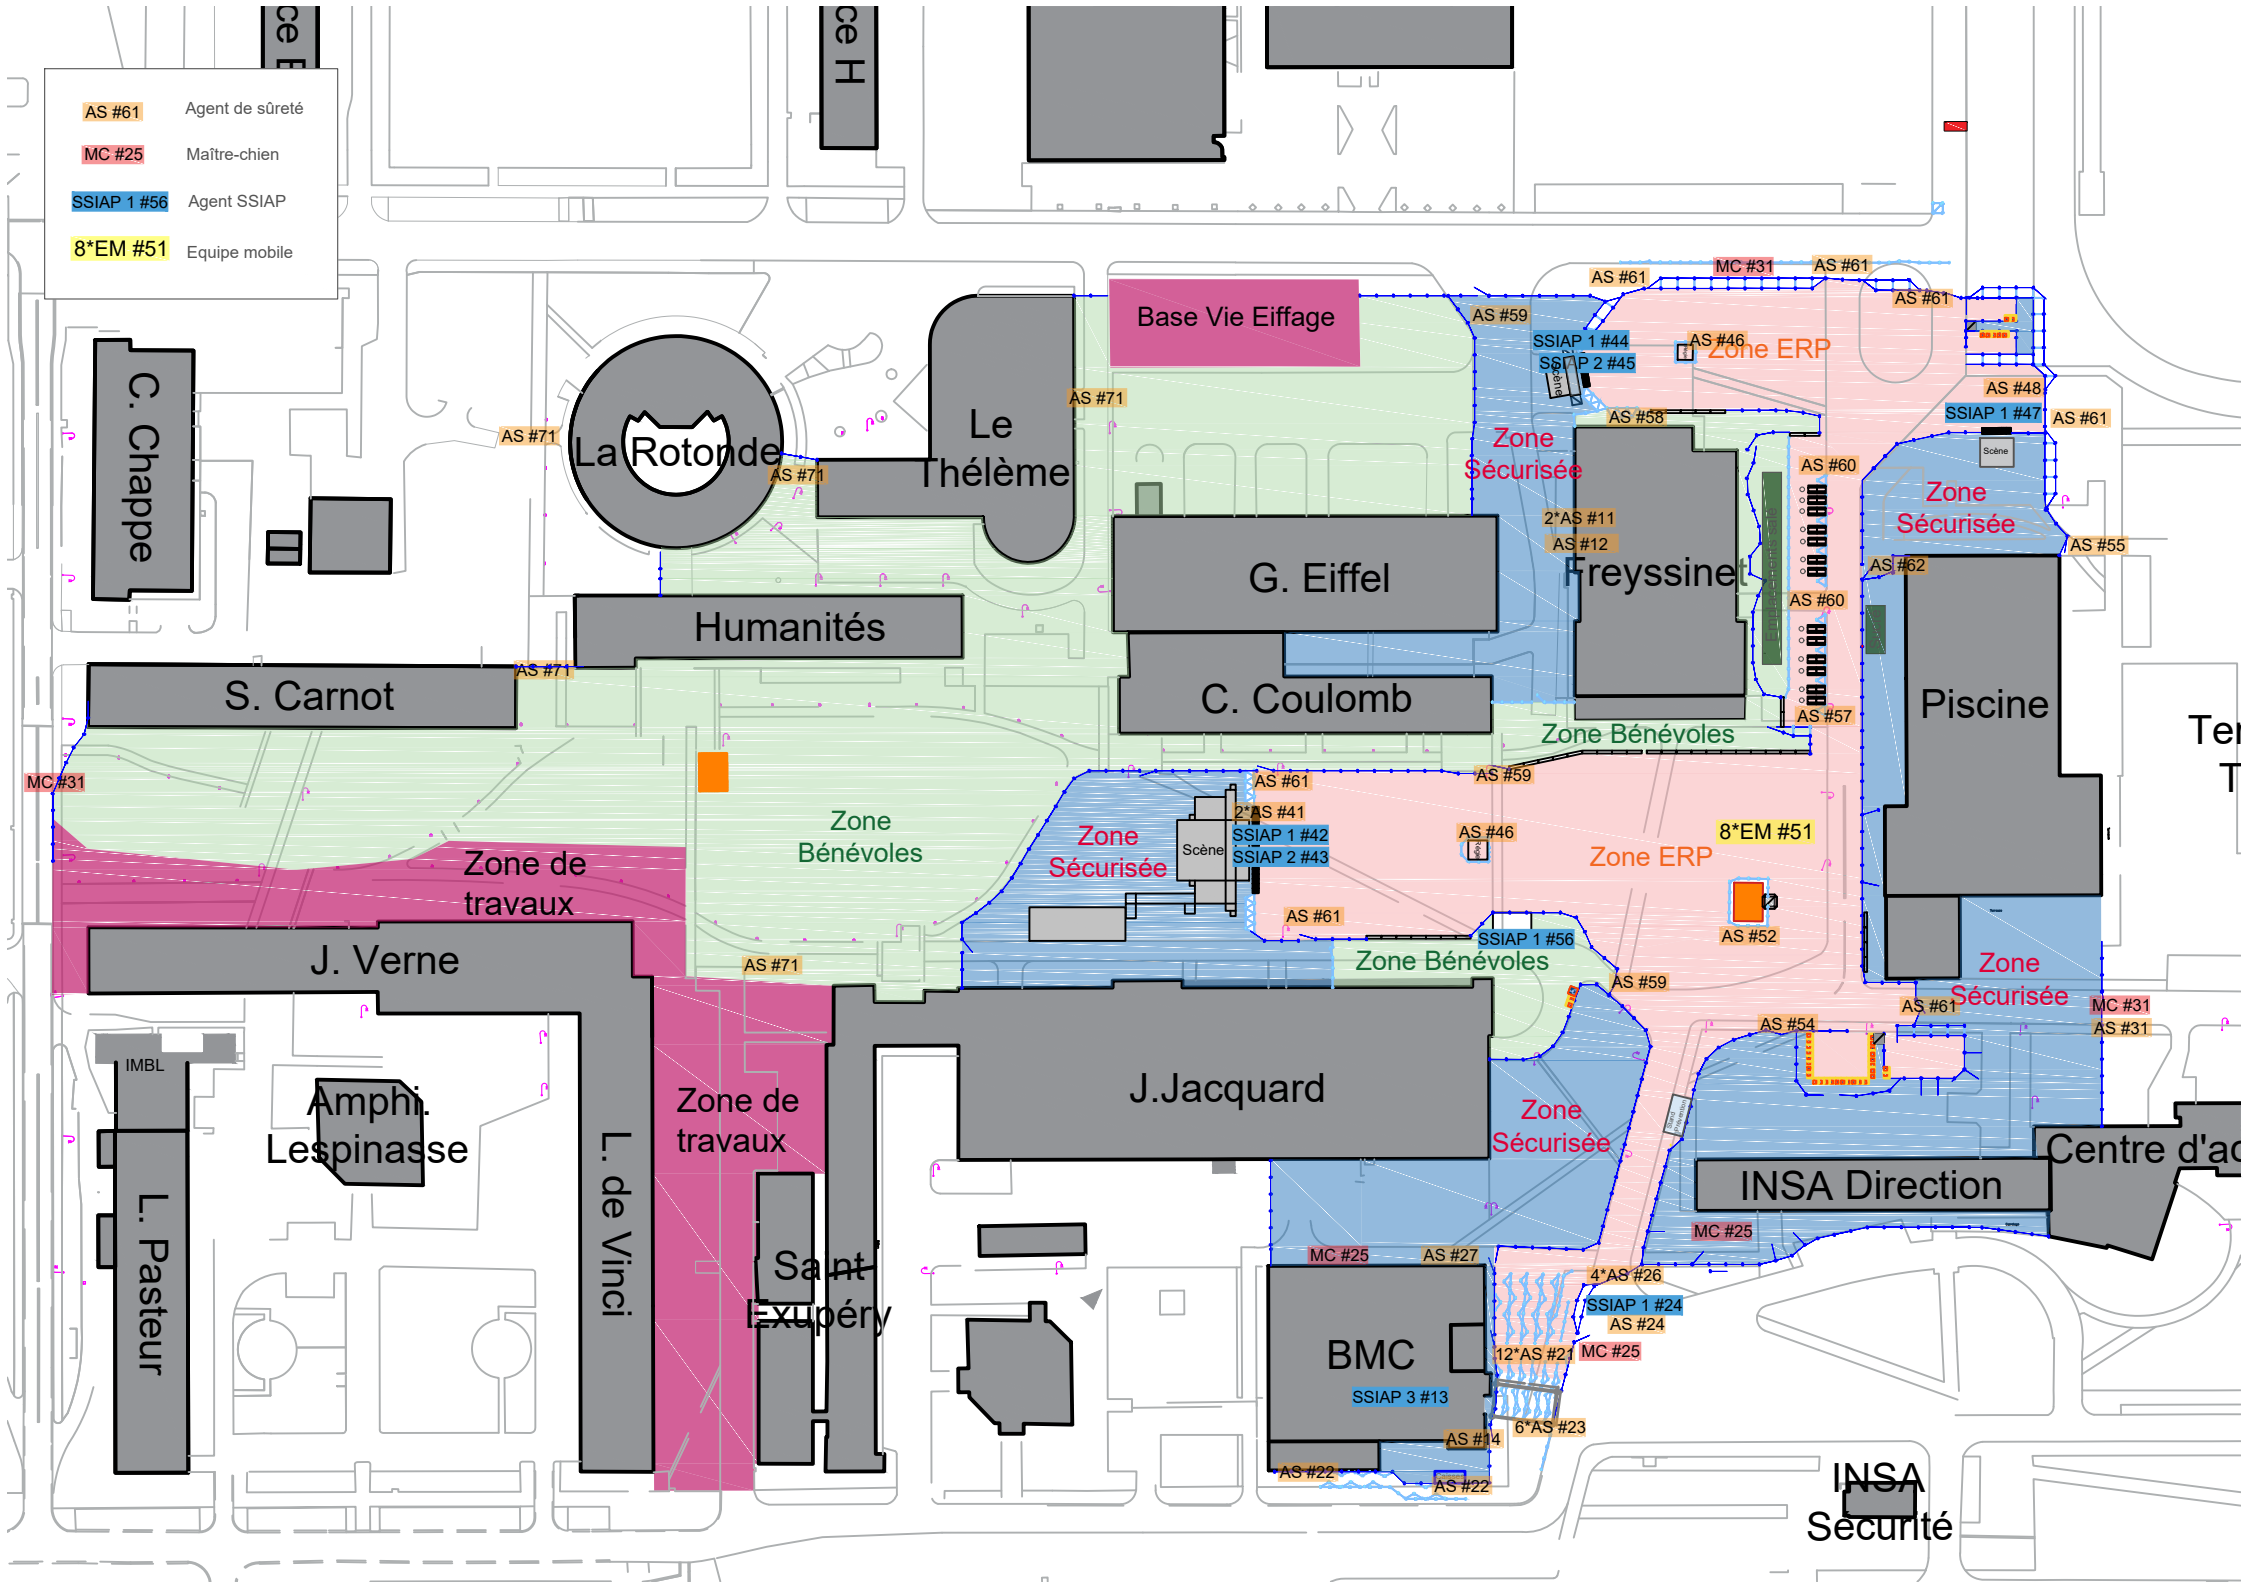 ce H
AS #61 Agent de sûreté
MC #25 Maître-chien
SSIAP 1 #56 Agent SSIAP
8*EM #51 Equipe mobile
MC #31
AS #61
AS #61
AS #61
Base Vie Eiffage
AS #59
SSIAP 1 #44
SSIAP 2 #45
Scène
AS #46
Zone ERP
AS #48
SSIAP 1 #47
AS #61
Scène
C. Chappe
La Rotonde
AS #71
AS #71
Le
Thélème
AS #71
AS #58
Zone
Sécurisée
AS #60
Zone
Sécurisée
2*AS #11
AS #12
AS #55
AS #62
G. Eiffel
Freyssinet
AS #60
Humanités
AS #71
S. Carnot
C. Coulomb
Piscine
AS #57
Zone Bénévoles
Ter
T
MC #31
AS #61
AS #59
2*AS #41
SSIAP 1 #42
SSIAP 2 #43
Scène
Zone
Bénévoles
Zone
Sécurisée
AS #46
Régie
8*EM #51
Zone ERP
Zone de
travaux
AS #61
AS #52
SSIAP 1 #56
Zone Bénévoles
J. Verne
AS #71
AS #59
Zone
Sécurisée
AS #61
MC #31
AS #31
AS #54
IMBL
Amphi.
Lespinasse
Zone de
travaux
J.Jacquard
Zone
Sécurisée
Stand
Prévention
Centre d'ac
INSA Direction
L. Pasteur
L. de Vinci
Saint
Exupéry
MC #25
MC #25
AS #27
4*AS #26
SSIAP 1 #24
AS #24
BMC
12*AS #21
MC #25
SSIAP 3 #13
6*AS #23
AS #14
AS #22
AS #22
INSA
Sécurité